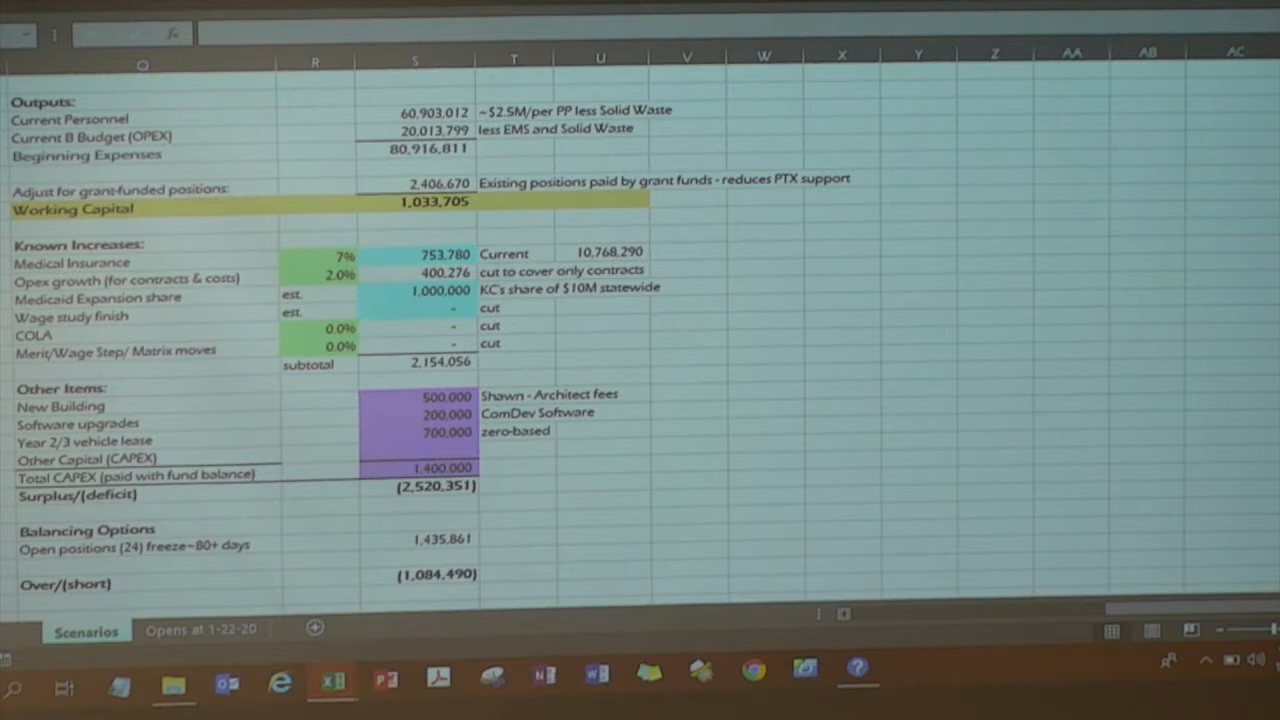 fx
Q R S T U V W X Y Z AA AB AC
Outputs:
Current Personnel 60,903,012 ~$2.5M/per PP less Solid Waste
Current B Budget (OPEX) 20,013,799 less EMS and Solid Waste
Beginning Expenses 80,916,811
Adjust for grant-funded positions: 2,406,670 Existing positions paid by grant funds - reduces PTX support
Working Capital 1,033,705
Known Increases:
Medical Insurance 7% 753,780 Current 10,768,290
Opex growth (for contracts & costs) 2.0% 400,276 cut to cover only contracts
Medicaid Expansion share est. 1,000,000 KC's share of $10M statewide
Wage study finish est. - cut
COLA 0.0% - cut
Merit/Wage Step/ Matrix moves 0.0% - cut
subtotal 2,154,056
Other Items:
New Building 500,000 Shawn - Architect fees
Software upgrades 200,000 ComDev Software
Year 2/3 vehicle lease 700,000 zero-based
Other Capital (CAPEX)
Total CAPEX (paid with fund balance) 1,400,000
Surplus/(deficit) (2,520,351)
Balancing Options
Open positions (24) freeze~80+ days 1,435,861
Over/(short) (1,084,490)
Scenarios Opens at 1-22-20